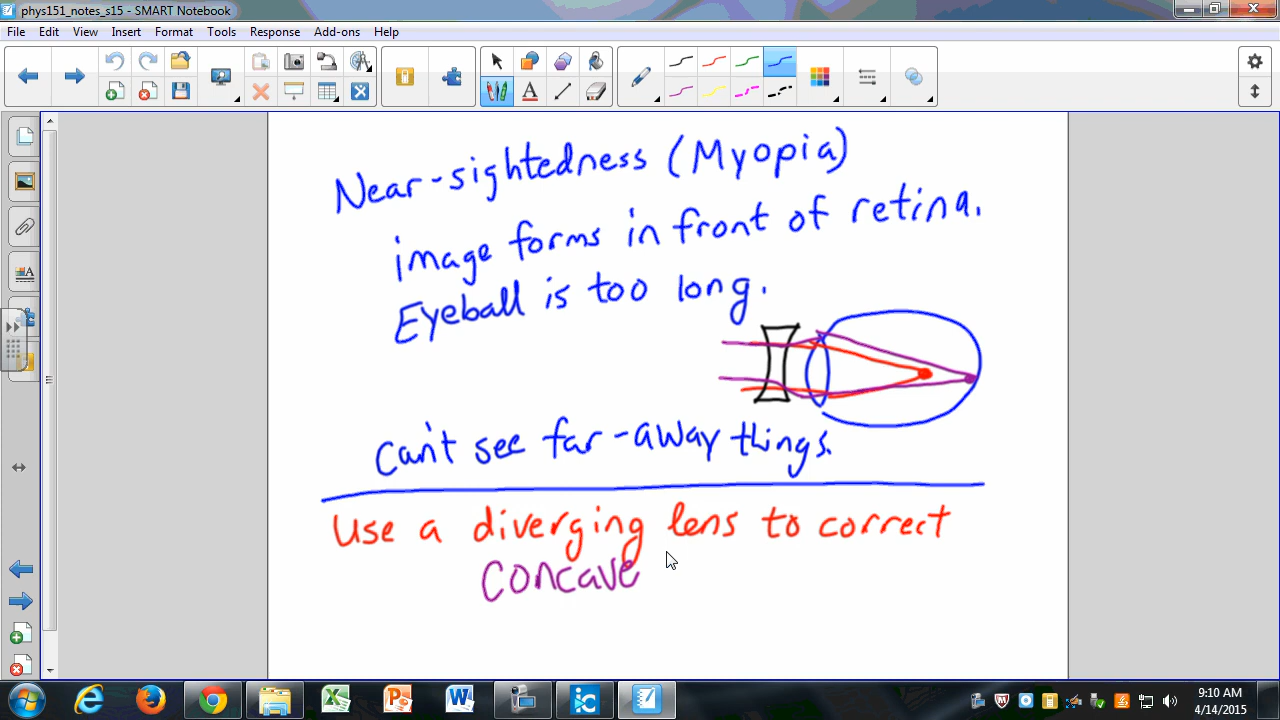 phys151_notes_s15 - SMART Notebook
File Edit View Insert Format Tools Response Add-ons Help
Near-sightedness (Myopia)
image forms in front of retina.
Eyeball is too long.
Can't see far-away things.
Use a diverging lens to correct
Concave
9:10 AM
4/14/2015